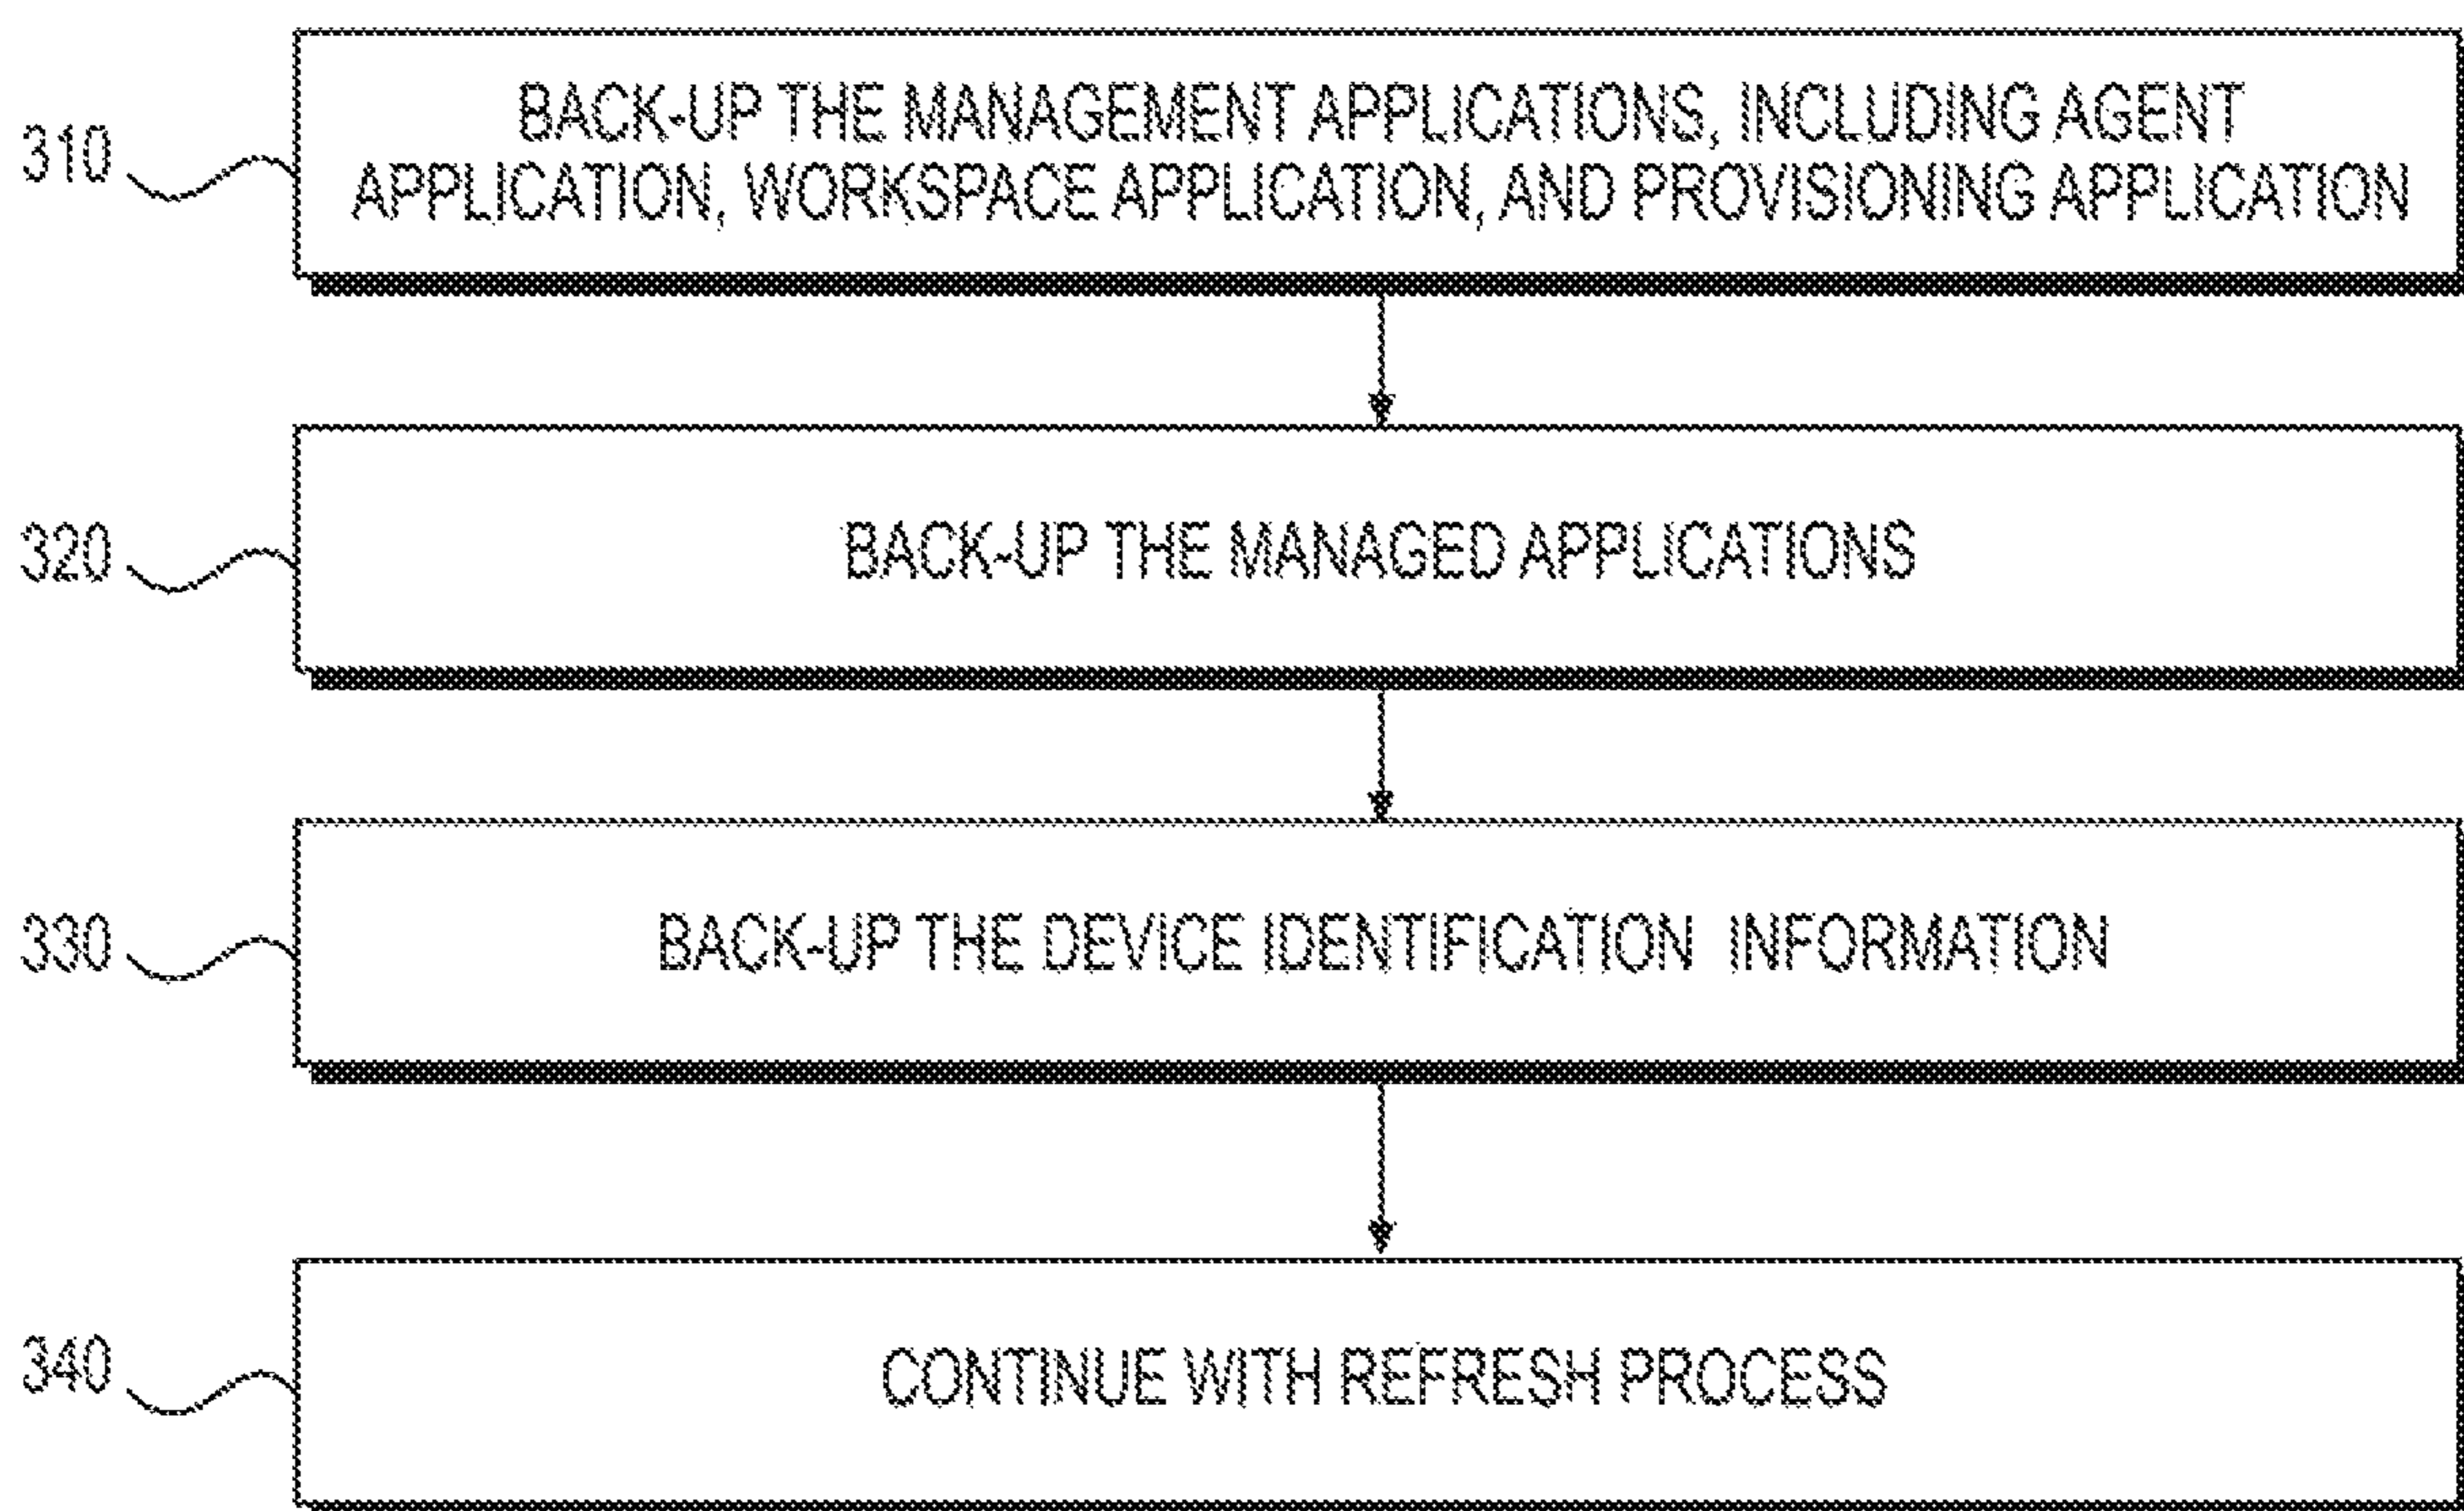 310
BACK-UP THE MANAGEMENT APPLICATIONS, INCLUDING AGENT
APPLICATION, WORKSPACE APPLICATION, AND PROVISIONING APPLICATION
320
BACK-UP THE MANAGED APPLICATIONS
330
BACK-UP THE DEVICE IDENTIFICATION INFORMATION
340
CONTINUE WITH REFRESH PROCESS